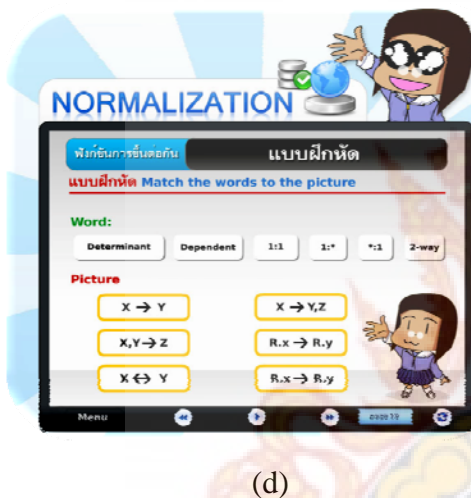 NORMALIZATION
ฟังก์ชันการขึ้นต่อกัน
แบบฝึกหัด
แบบฝึกหัด Match the words to the picture
Word:
Determinant Dependent 1:1 1:* *:1 2-way
Picture
X → Y X → Y,Z
X,Y → Z R.x → R.y
X ↔ Y R.x → R.y
Menu
(d)